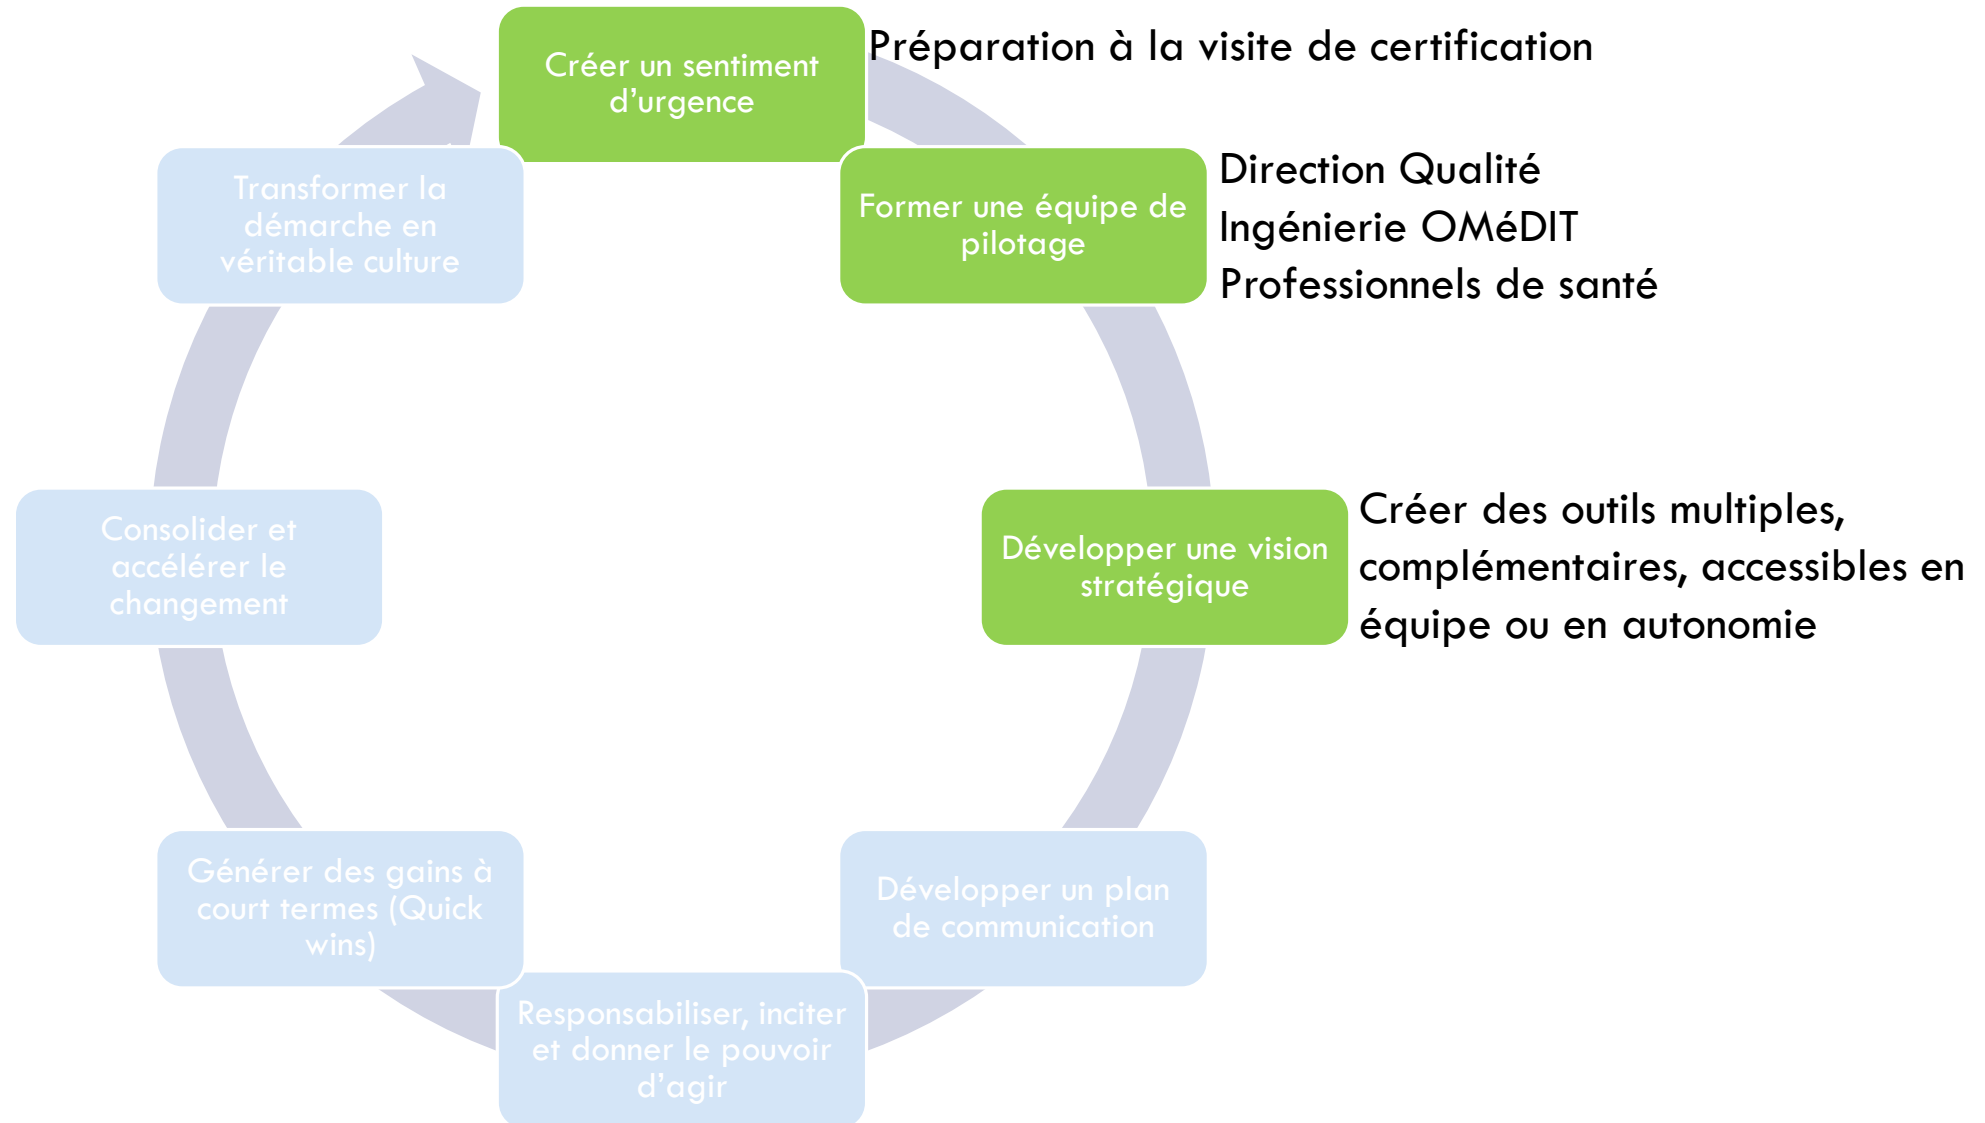 Créer un sentiment
d'urgence
Préparation à la visite de certification
Former une équipe de
pilotage
Direction Qualité
Ingénierie OMéDIT
Professionnels de santé
Développer une vision
stratégique
Créer des outils multiples,
complémentaires, accessibles en
équipe ou en autonomie
Développer un plan
de communication
Responsabiliser, inciter
et donner le pouvoir
d'agir
Générer des gains à
court termes (Quick
wins)
Consolider et
accélérer le
changement
Transformer la
démarche en
véritable culture